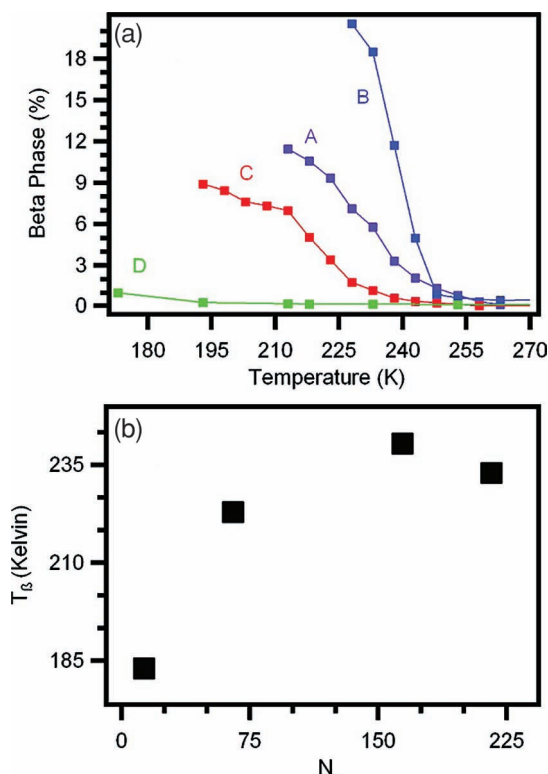 (a)
18
15
12
9
6
3
0
Beta Phase (%)
A
B
C
D
180 195 210 225 240 255 270
Temperature (K)
(b)
235
210
185
Tβ (Kelvin)
0 75 150 225
N